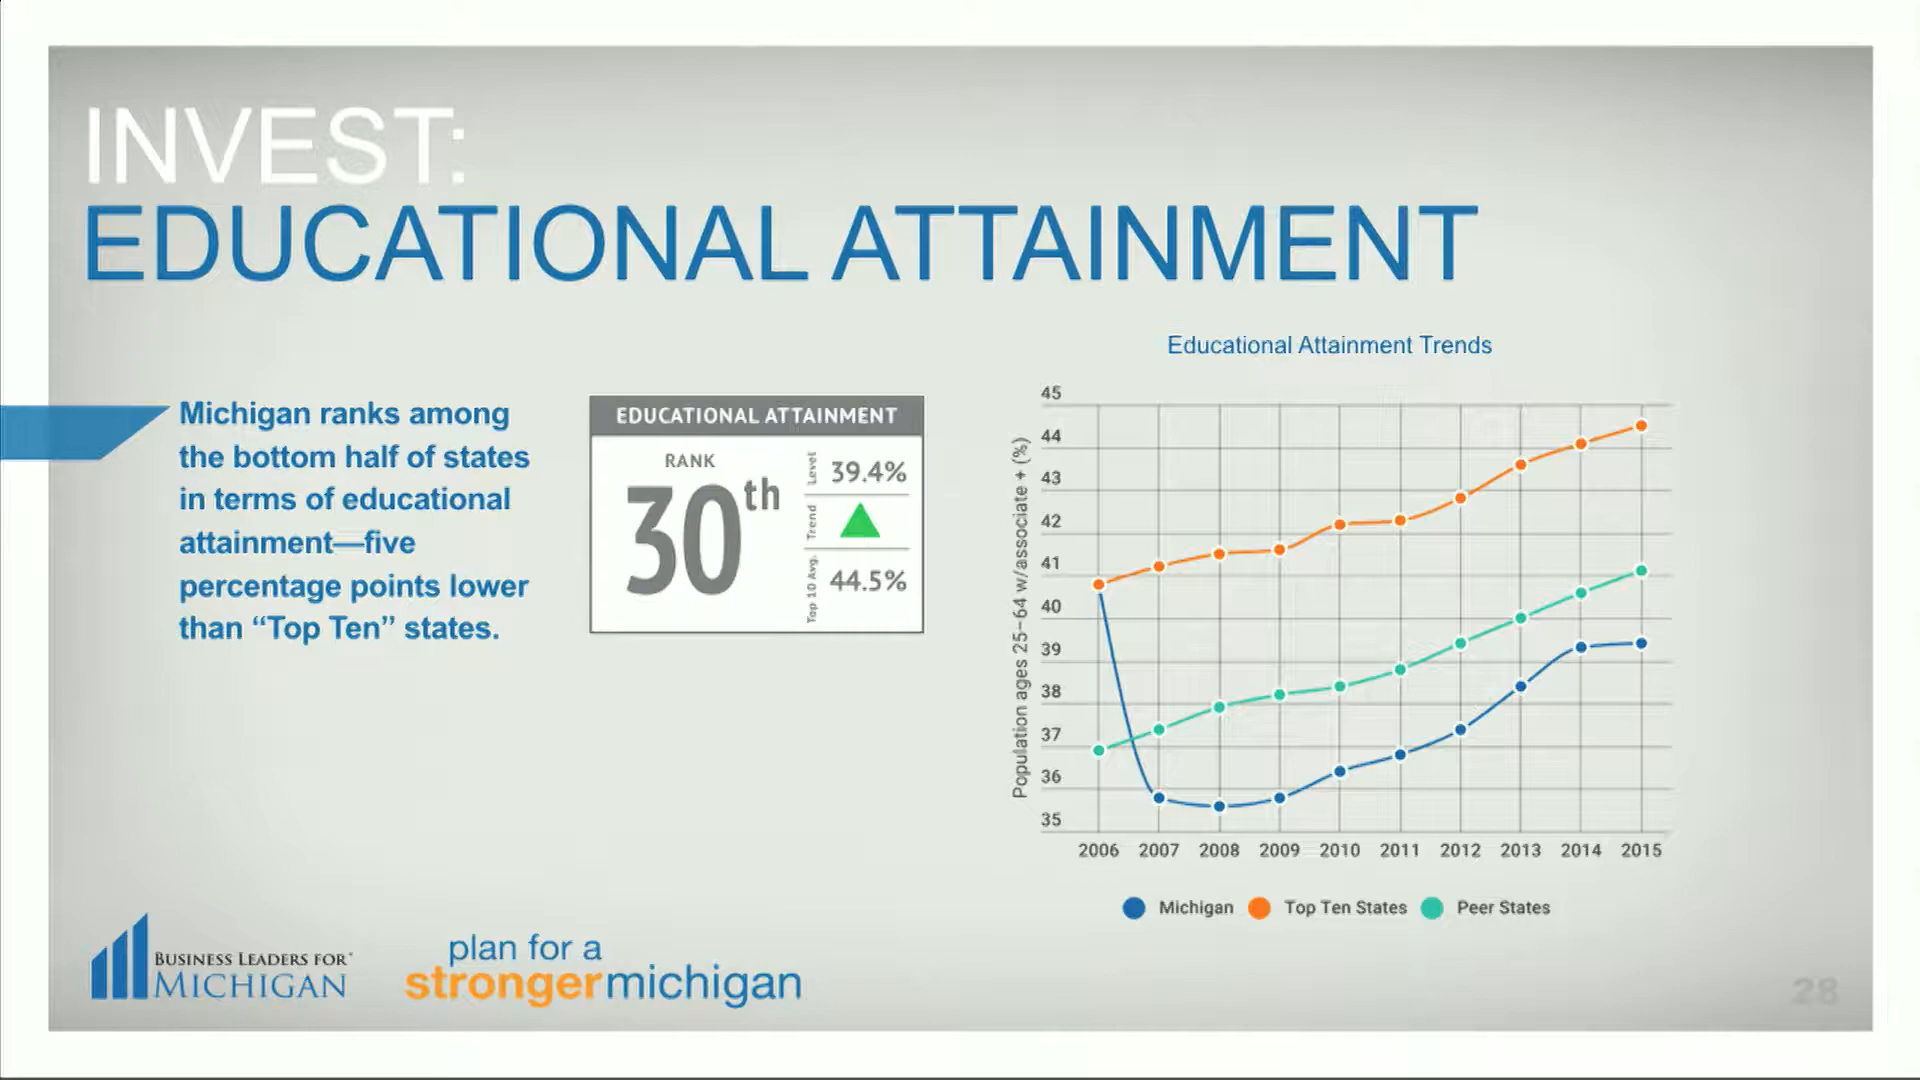 INVEST:
EDUCATIONAL ATTAINMENT
Michigan ranks among
the bottom half of states
in terms of educational
attainment—five
percentage points lower
than “Top Ten” states.
EDUCATIONAL ATTAINMENT
RANK
30th
Level
39.4%
Trend
Top 10 Avg.
44.5%
Educational Attainment Trends
Population ages 25–64 w/associate + (%)
45
44
43
42
41
40
39
38
37
36
35
2006 2007 2008 2009 2010 2011 2012 2013 2014 2015
Michigan Top Ten States Peer States
BUSINESS LEADERS FOR
MICHIGAN
plan for a
strongermichigan
28